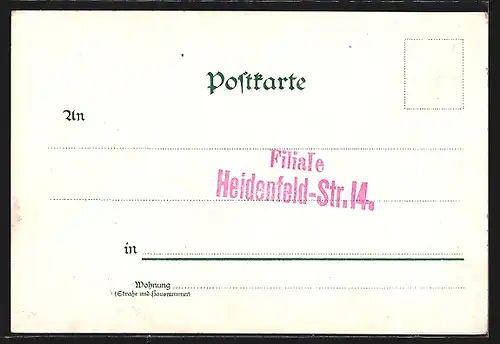 Postkarte
An
Filiale
Heidenfeld-Str. 14.
in
Wohnung
(Straße und Hausnummer)